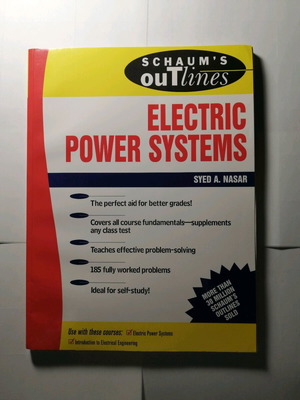 SCHAUM'S
ouTlines
ELECTRIC
POWER SYSTEMS
SYED A. NASAR
The perfect aid for better grades!
Covers all course fundamentals—supplements
any class test
Teaches effective problem-solving
185 fully worked problems
Ideal for self-study!
MORE THAN
30 MILLION
SCHAUM'S
OUTLINES
SOLD
Use with these courses: Electric Power Systems
Introduction to Electrical Engineering